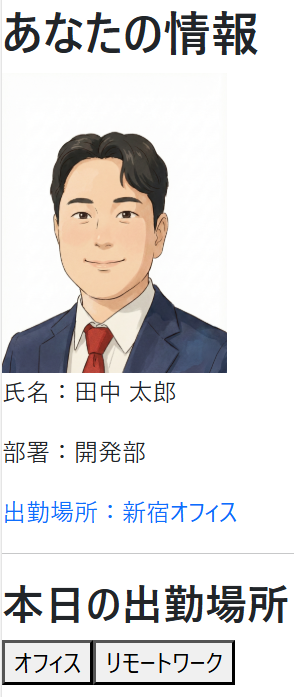 あなたの情報
氏名：田中 太郎
部署：開発部
出勤場所：新宿オフィス
本日の出勤場所
オフィス リモートワーク